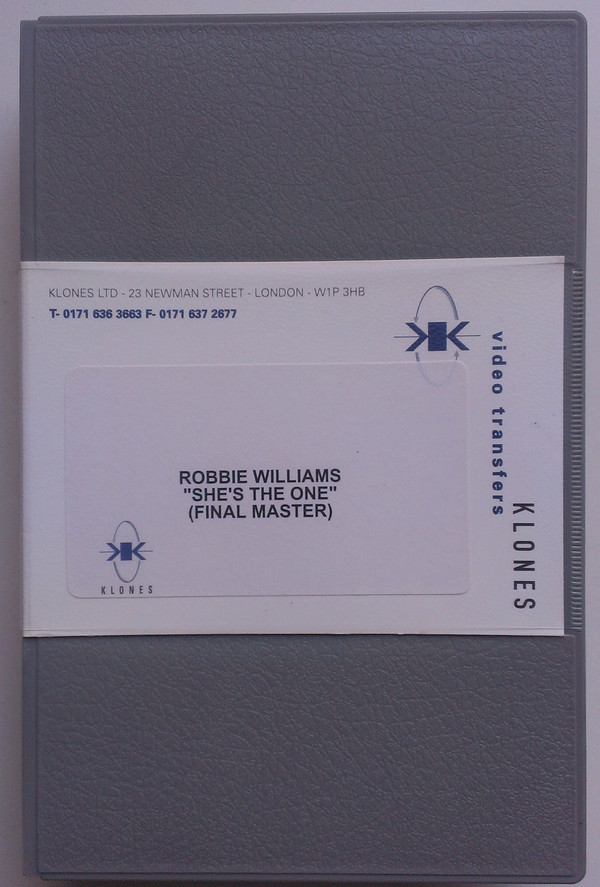 KLONES LTD - 23 NEWMAN STREET - LONDON - W1P 3HB
T- 0171 636 3663 F- 0171 637 2677
video transfers
KLONES
ROBBIE WILLIAMS
"SHE'S THE ONE"
(FINAL MASTER)
KLONES